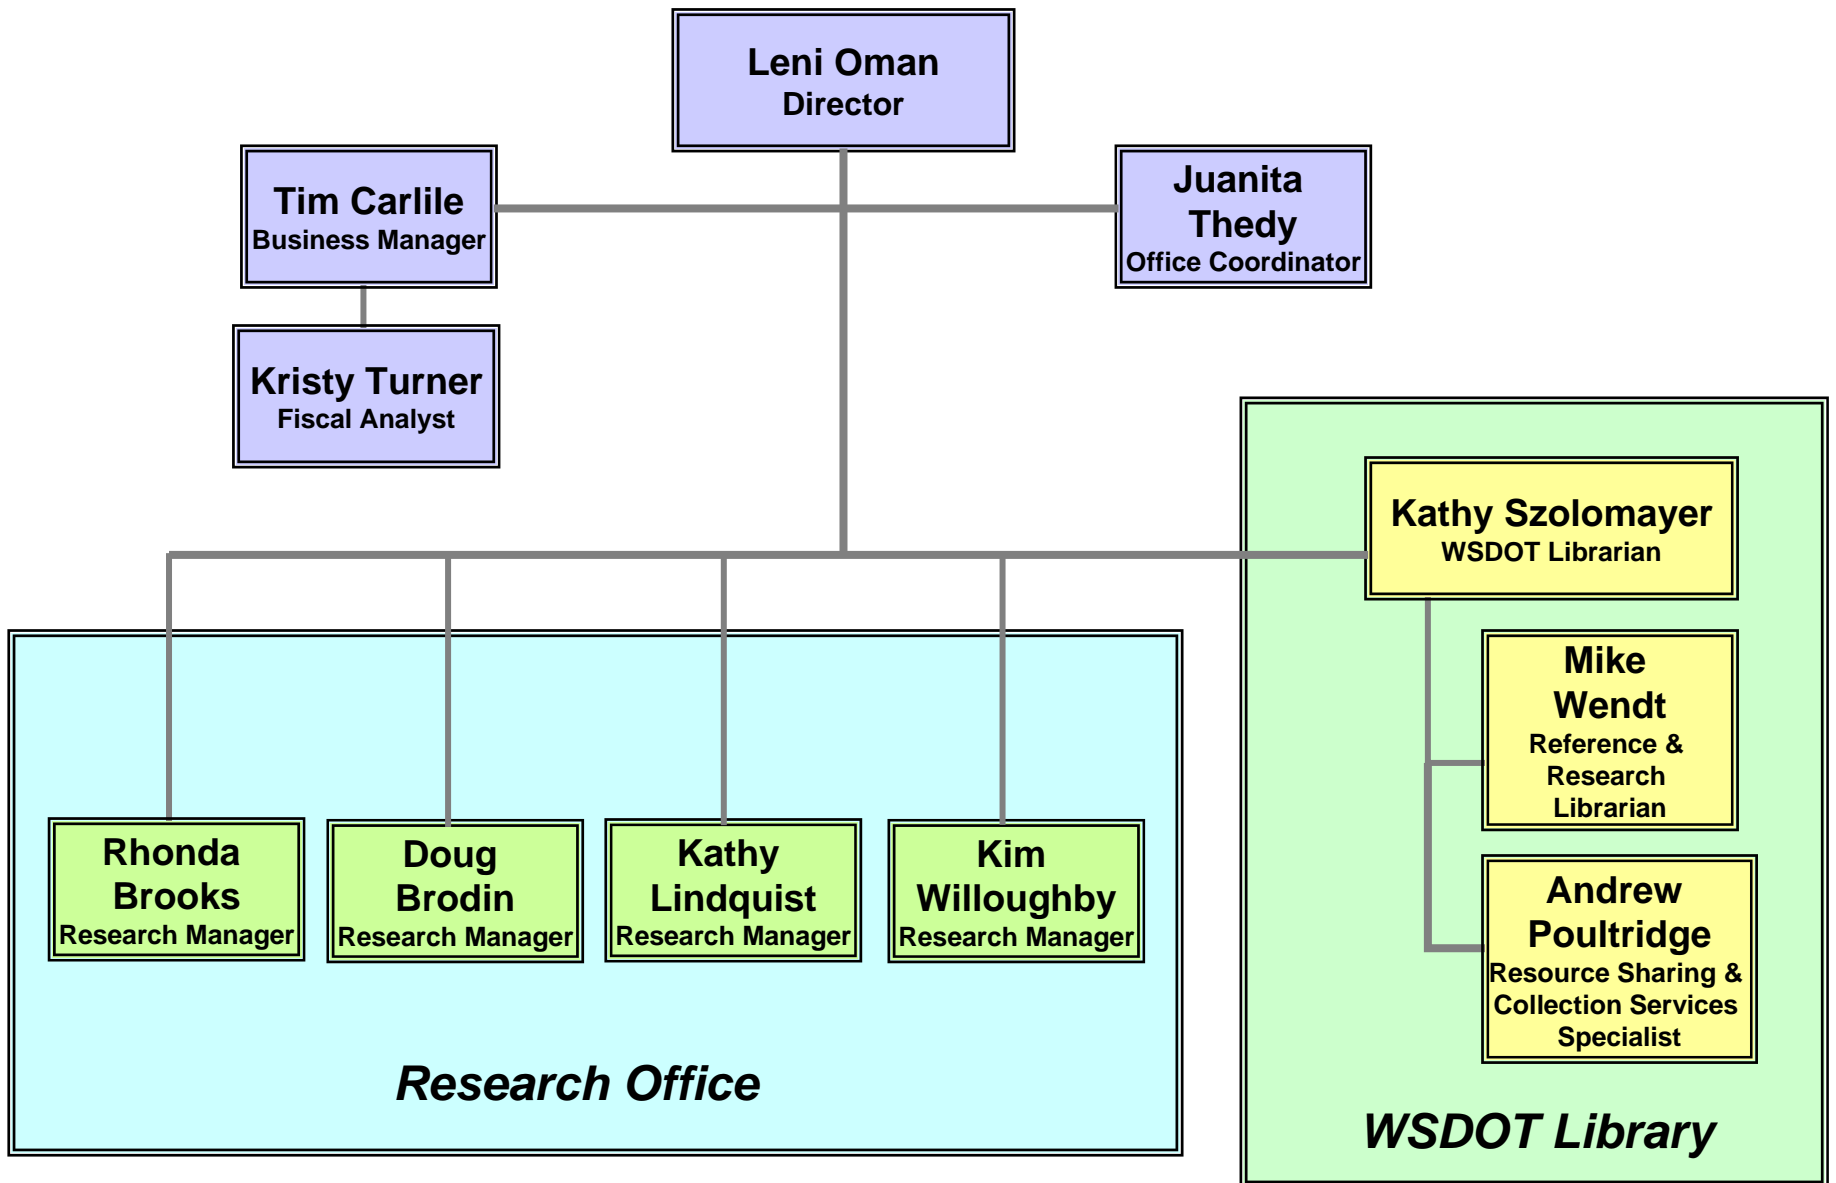 Leni Oman
Director
Tim Carlile
Business Manager
Juanita
Thedy
Office Coordinator
Kristy Turner
Fiscal Analyst
Kathy Szolomayer
WSDOT Librarian
Mike
Wendt
Reference &
Research
Librarian
Rhonda
Brooks
Research Manager
Doug
Brodin
Research Manager
Kathy
Lindquist
Research Manager
Kim
Willoughby
Research Manager
Andrew
Poultridge
Resource Sharing &
Collection Services
Specialist
Research Office
WSDOT Library